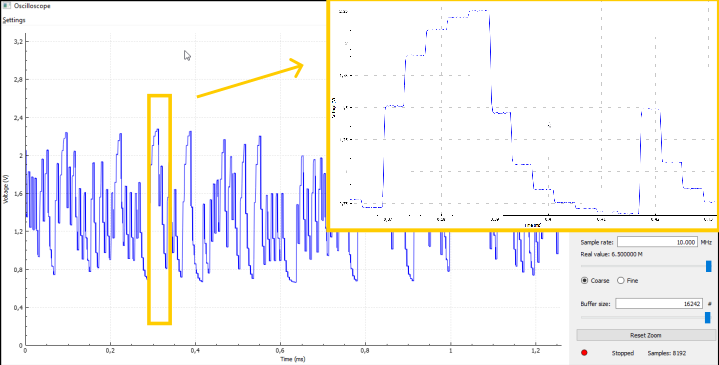 Oscilloscope
Settings
3,2
2,8
2,4
2
1,6
1,2
0,8
0,4
0
Voltage (V)
0
0,2
0,4
0,6
0,8
1
1,2
Time (ms)
Sample rate: 10.000 MHz
Real value: 6.500000 M
Coarse
Fine
Buffer size: 16242 #
Reset Zoom
Stopped Samples: 8192